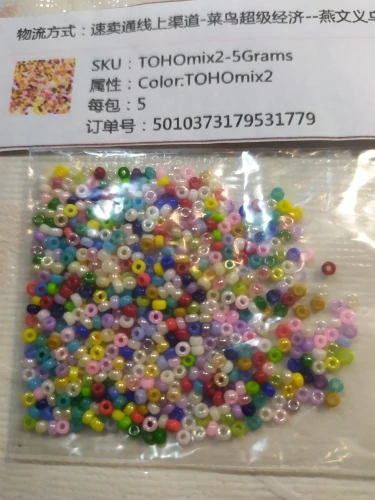 物流方式：速卖通线上渠道-菜鸟超级经济--燕文义乌
SKU：TOHOmix2-5Grams
属性：Color:TOHOmix2
每包：5
订单号：5010373179531779